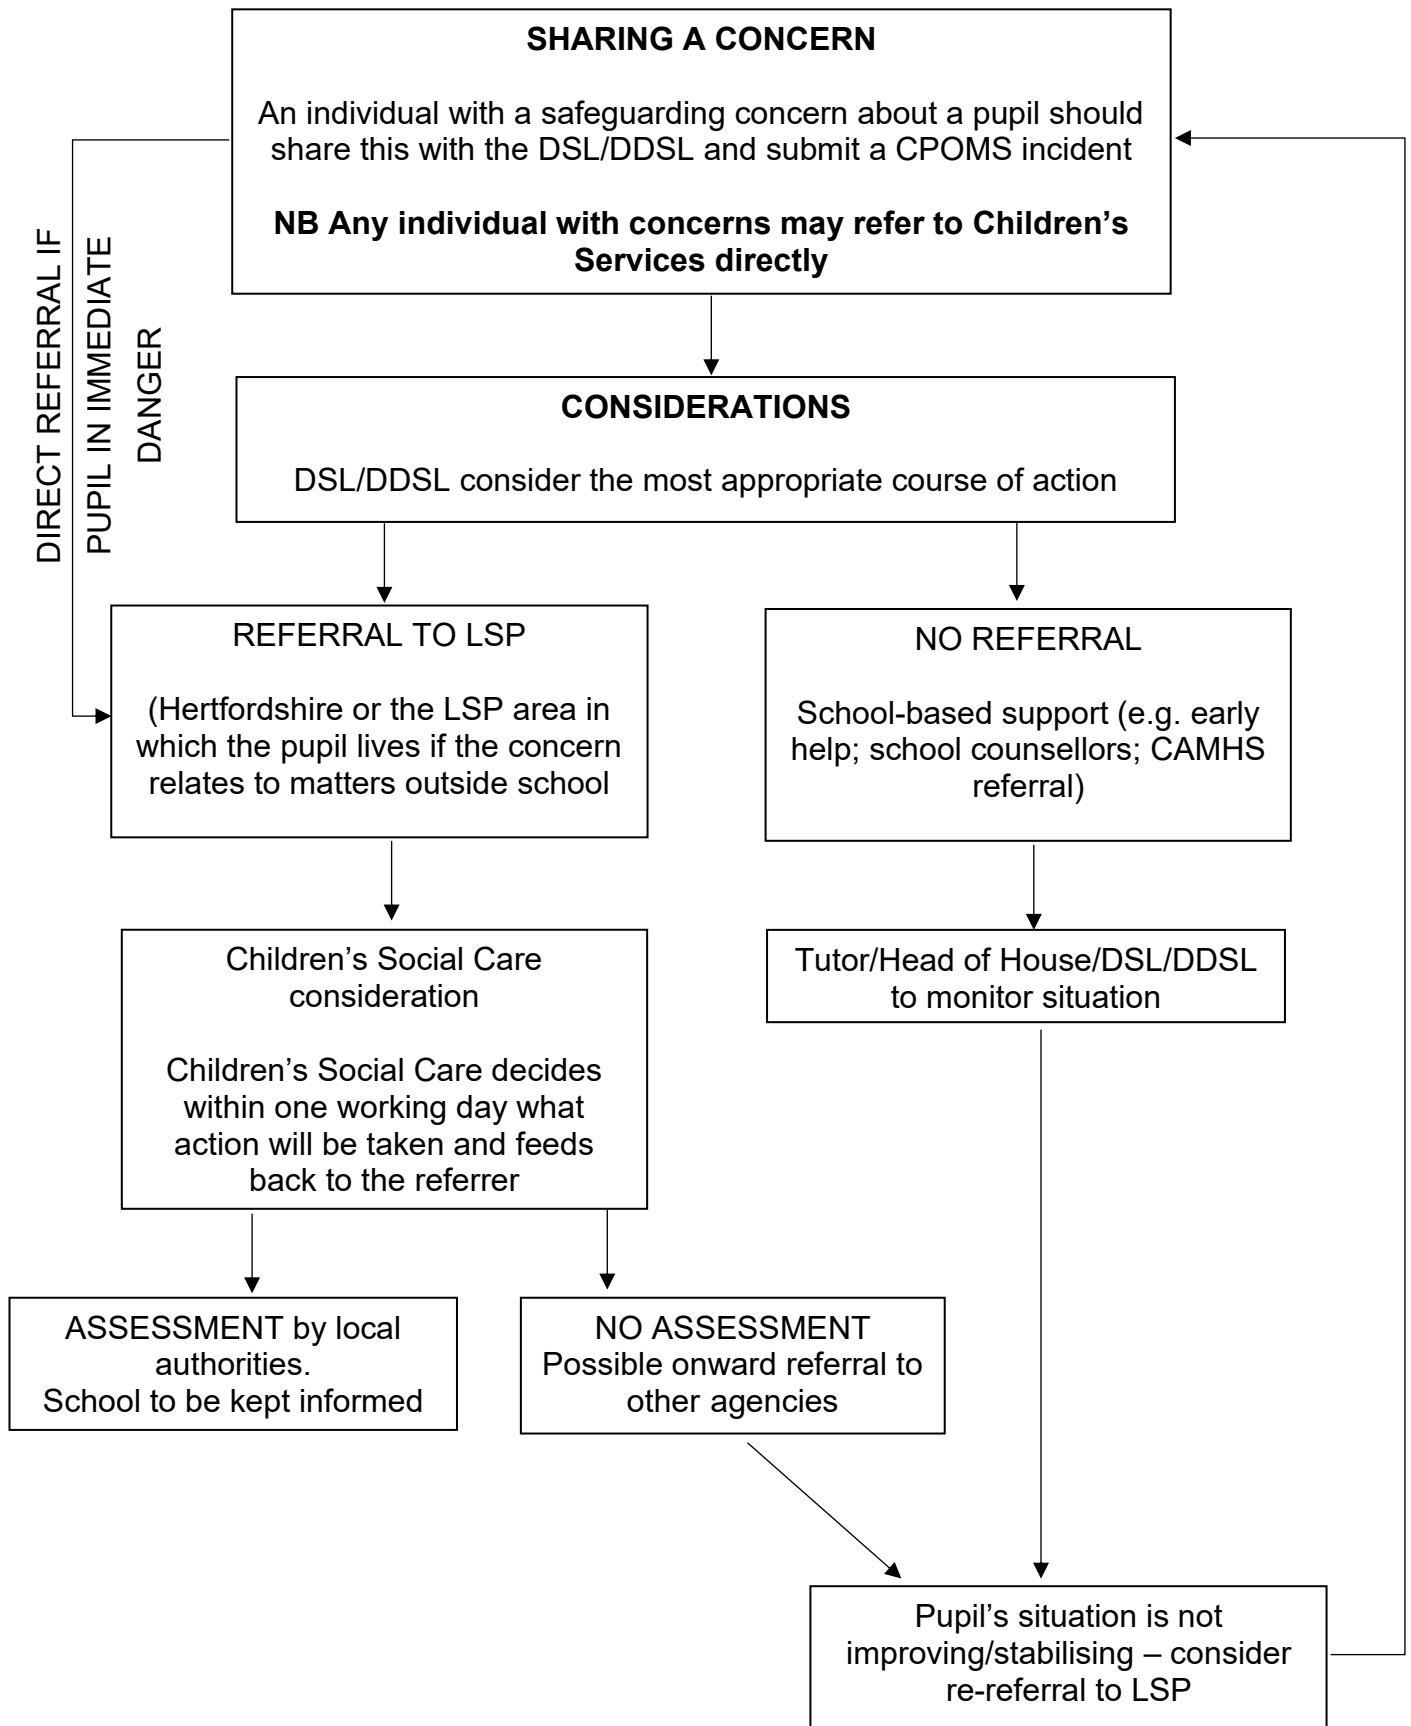 SHARING A CONCERN
An individual with a safeguarding concern about a pupil should
share this with the DSL/DDSL and submit a CPOMS incident
NB Any individual with concerns may refer to Children’s
Services directly
DIRECT REFERRAL IF
PUPIL IN IMMEDIATE
DANGER
CONSIDERATIONS
DSL/DDSL consider the most appropriate course of action
REFERRAL TO LSP
(Hertfordshire or the LSP area in
which the pupil lives if the concern
relates to matters outside school
NO REFERRAL
School-based support (e.g. early
help; school counsellors; CAMHS
referral)
Children’s Social Care
consideration
Children’s Social Care decides
within one working day what
action will be taken and feeds
back to the referrer
Tutor/Head of House/DSL/DDSL
to monitor situation
ASSESSMENT by local
authorities.
School to be kept informed
NO ASSESSMENT
Possible onward referral to
other agencies
Pupil’s situation is not
improving/stabilising – consider
re-referral to LSP